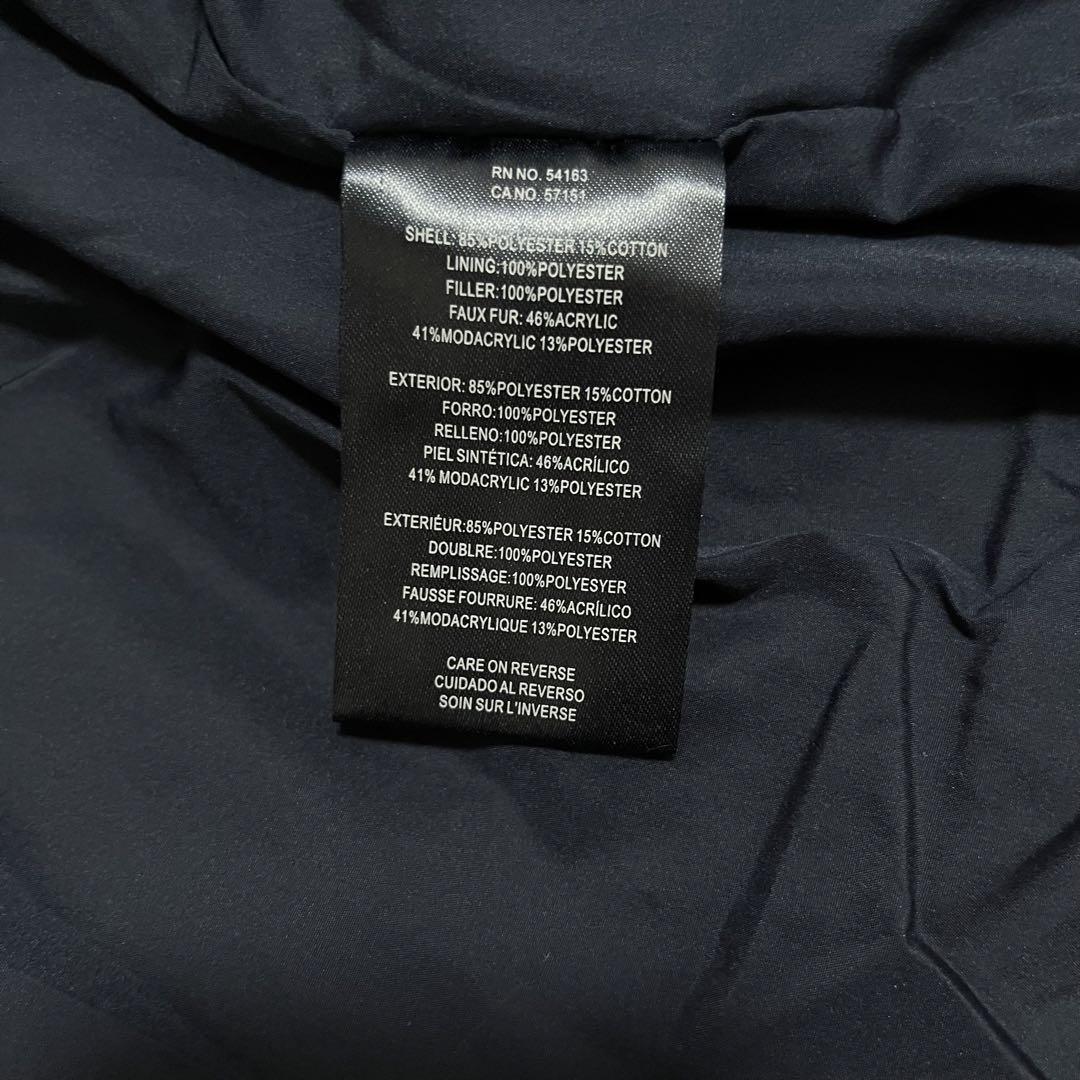 RN NO. 54163
CA.NO. 57151
SHELL:85%POLYESTER 15%COTTON
LINING:100%POLYESTER
FILLER:100%POLYESTER
FAUX FUR: 46%ACRYLIC
41%MODACRYLIC 13%POLYESTER
EXTERIOR: 85%POLYESTER 15%COTTON
FORRO:100%POLYESTER
RELLENO:100%POLYESTER
PIEL SINTÉTICA: 46%ACRÍLICO
41% MODACRYLIC 13%POLYESTER
EXTERIÉUR:85%POLYESTER 15%COTTON
DOUBLRE:100%POLYESTER
REMPLISSAGE:100%POLYESYER
FAUSSE FOURRURE: 46%ACRÍLICO
41%MODACRYLIQUE 13%POLYESTER
CARE ON REVERSE
CUIDADO AL REVERSO
SOIN SUR L'INVERSE